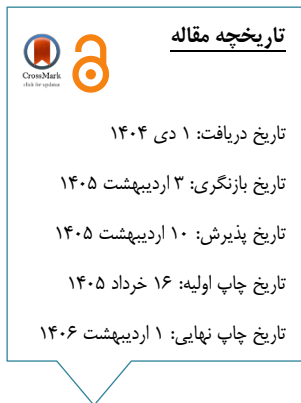 تاریخچه مقاله
CrossMark
click for updates
تاریخ دریافت: ۱ دی ۱۴۰۴
تاریخ بازنگری: ۳ اردیبهشت ۱۴۰۵
تاریخ پذیرش: ۱۰ اردیبهشت ۱۴۰۵
تاریخ چاپ اولیه: ۱۶ خرداد ۱۴۰۵
تاریخ چاپ نهایی: ۱ اردیبهشت ۱۴۰۶